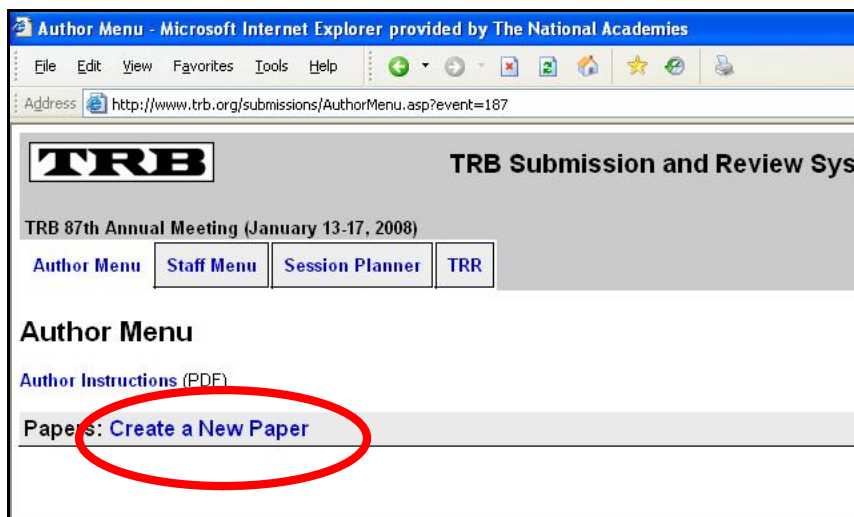 Author Menu - Microsoft Internet Explorer provided by The National Academies
File Edit View Favorites Tools Help
Address http://www.trb.org/submissions/AuthorMenu.asp?event=187
TRB TRB Submission and Review Sys
TRB 87th Annual Meeting (January 13-17, 2008)
Author Menu Staff Menu Session Planner TRR
Author Menu
Author Instructions (PDF)
Papers: Create a New Paper